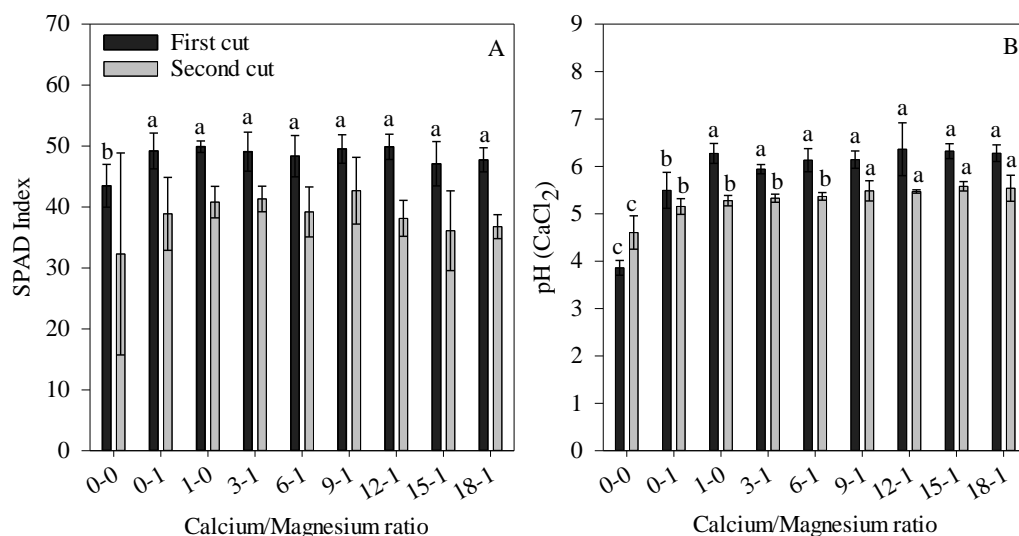 A
First cut
Second cut
SPAD Index
70
60
50
40
30
20
10
0
b a a a a a a a a
0-0 0-1 1-0 3-1 6-1 9-1 12-1 15-1 18-1
Calcium/Magnesium ratio
B
pH (CaCl2)
9
8
7
6
5
4
3
2
1
0
c c b b a b a b a b a a a a a a a a
0-0 0-1 1-0 3-1 6-1 9-1 12-1 15-1 18-1
Calcium/Magnesium ratio